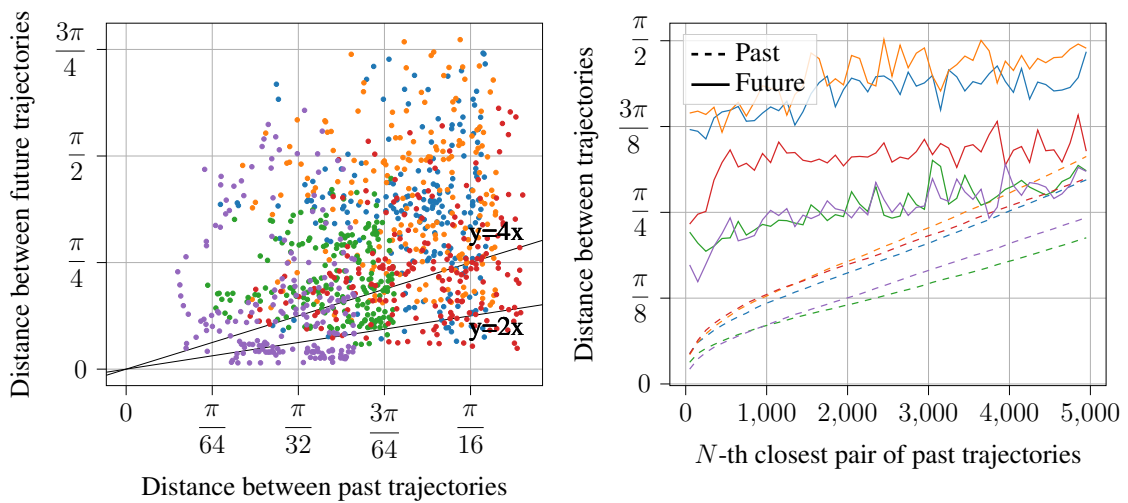 Distance between future trajectories
3π/4
π/2
π/4
0
y=4x
y=2x
0
π/64
π/32
3π/64
π/16
Distance between past trajectories
Distance between trajectories
π/2
3π/8
π/4
π/8
0
Past
Future
0
1,000
2,000
3,000
4,000
5,000
N-th closest pair of past trajectories